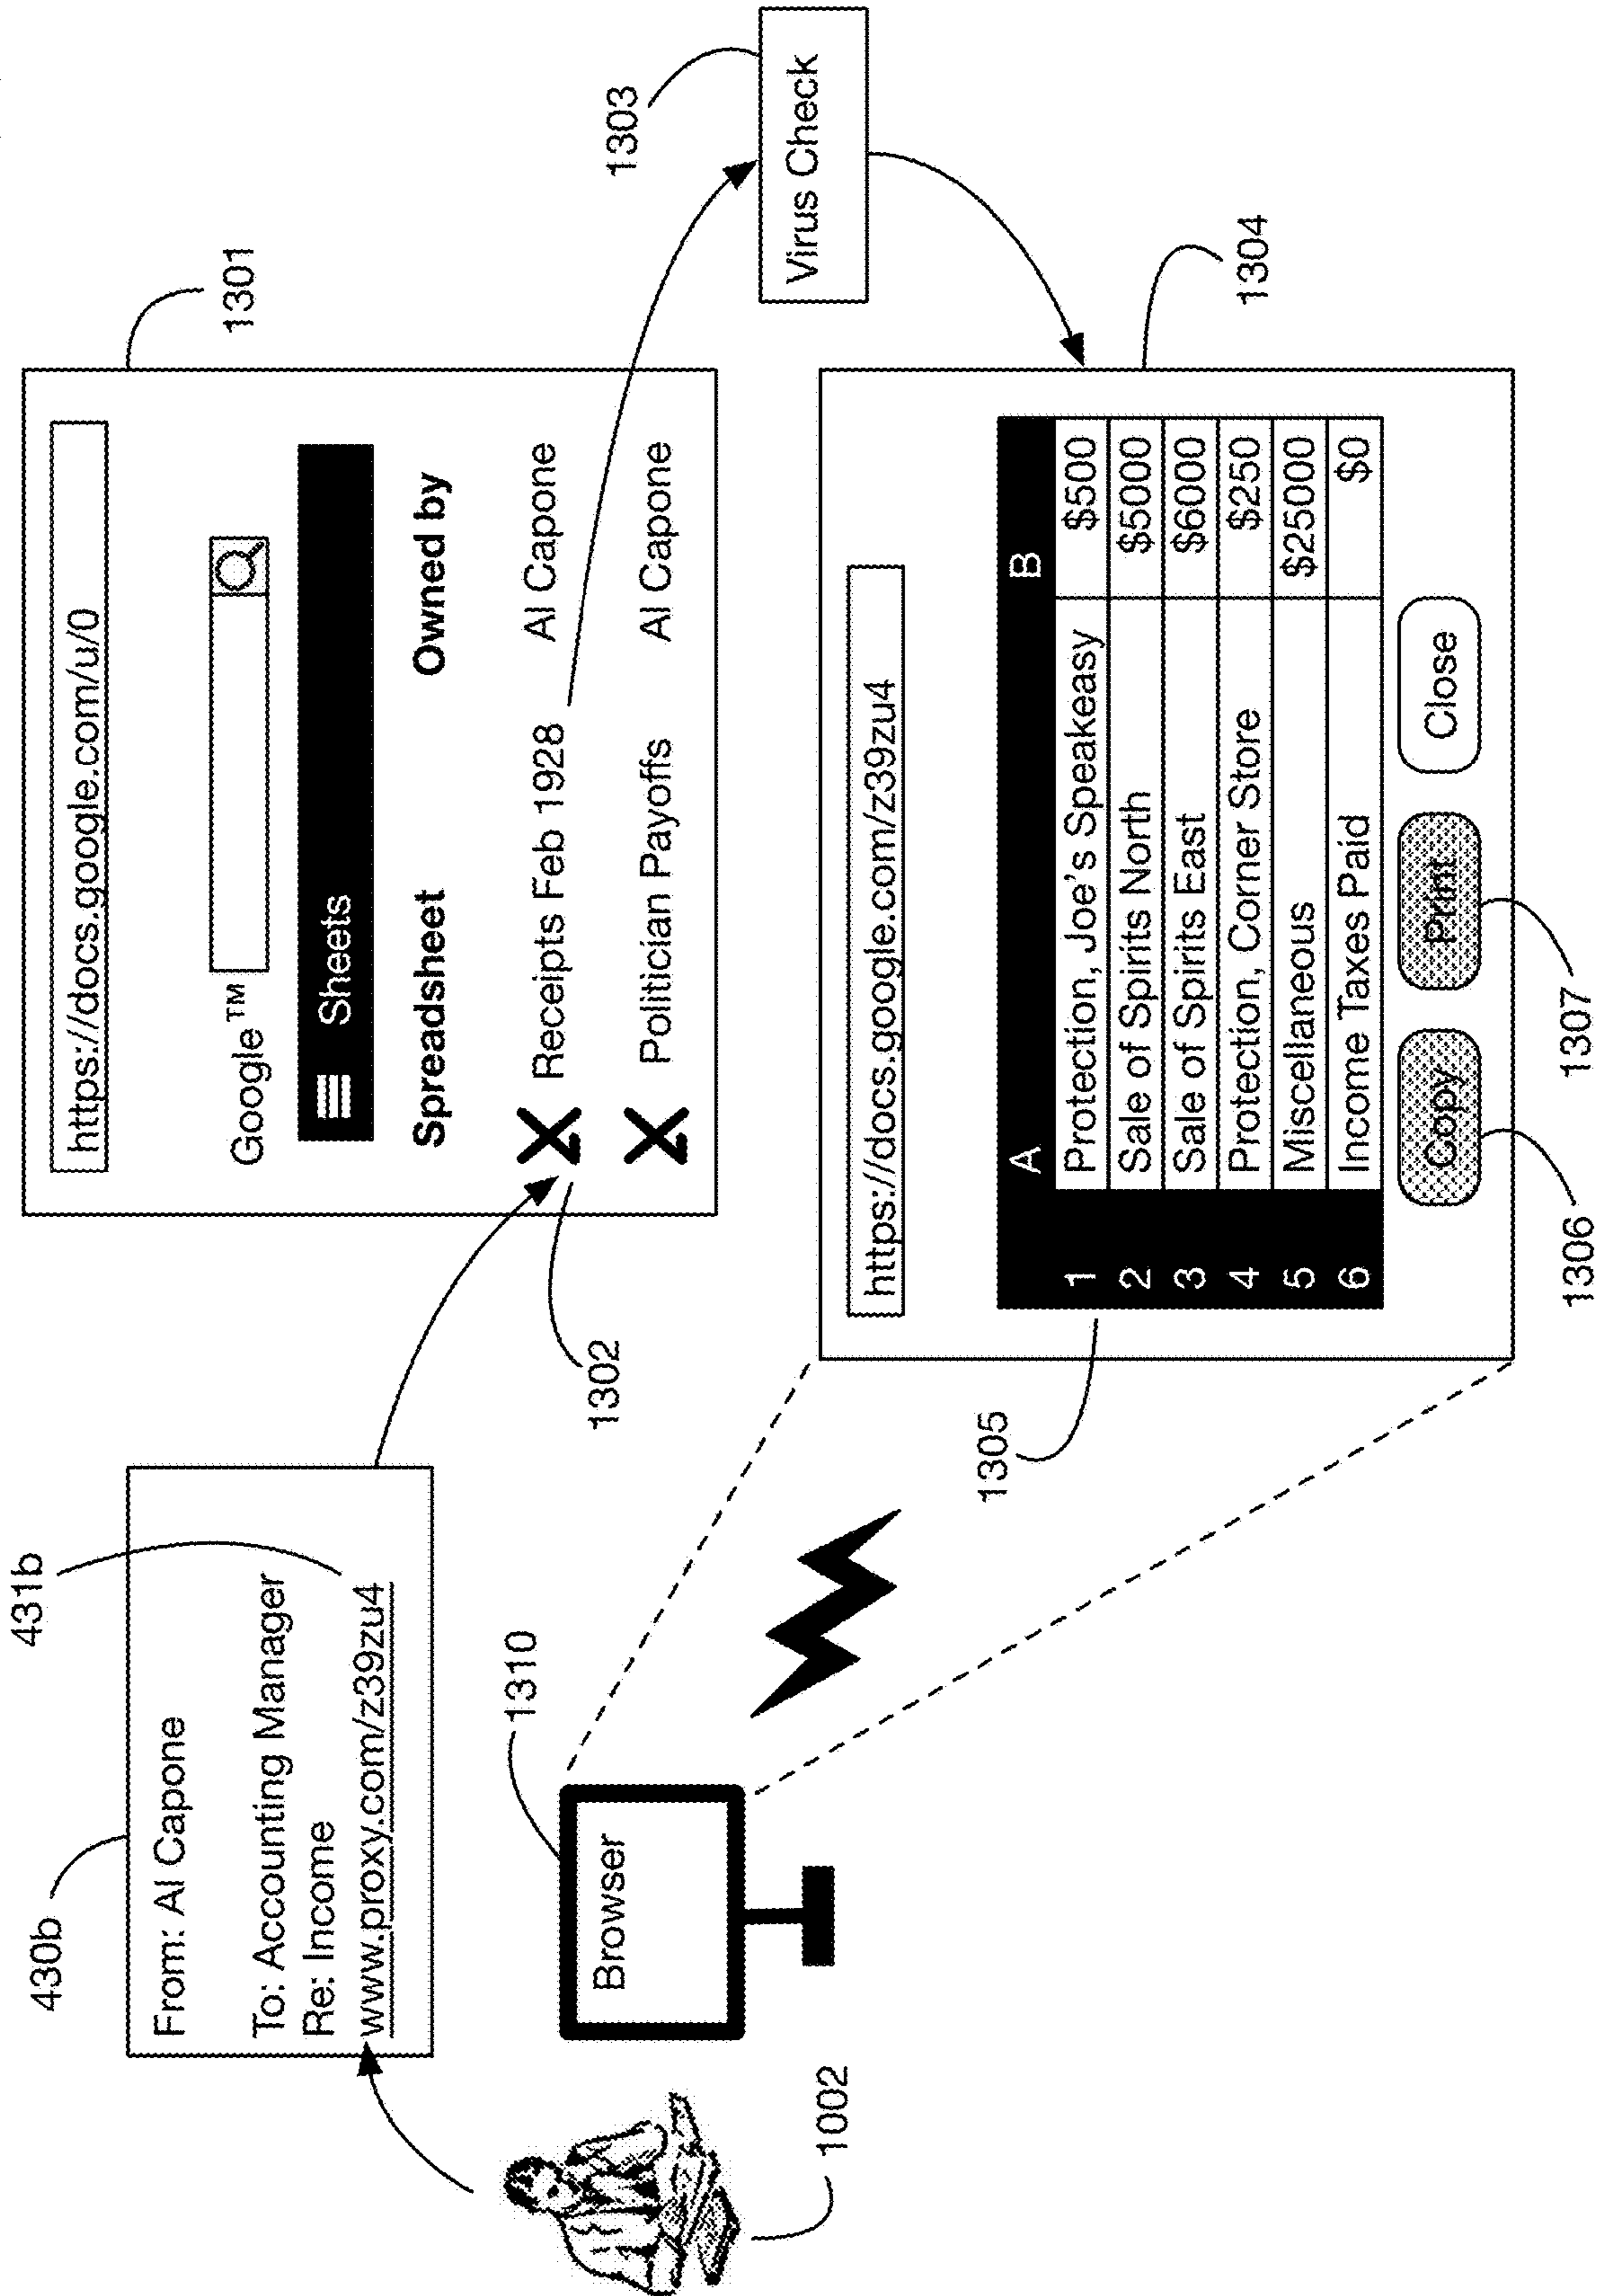 430b
431b
From: Al Capone
To: Accounting Manager
Re: Income
www.proxy.com/z39zu4
1301
https://docs.google.com/u/0
Google™
Sheets
Spreadsheet Owned by
X Receipts Feb 1928 Al Capone
X Politician Payoffs Al Capone
1302
1303
Virus Check
1310
Browser
1002
1304
https://docs.google.com/z39zu4
1305
A B
1 Protection, Joe's Speakeasy $500
2 Sale of Spirits North $5000
3 Sale of Spirits East $6000
4 Protection, Corner Store $250
5 Miscellaneous $25000
6 Income Taxes Paid $0
Copy Print Close
1306
1307